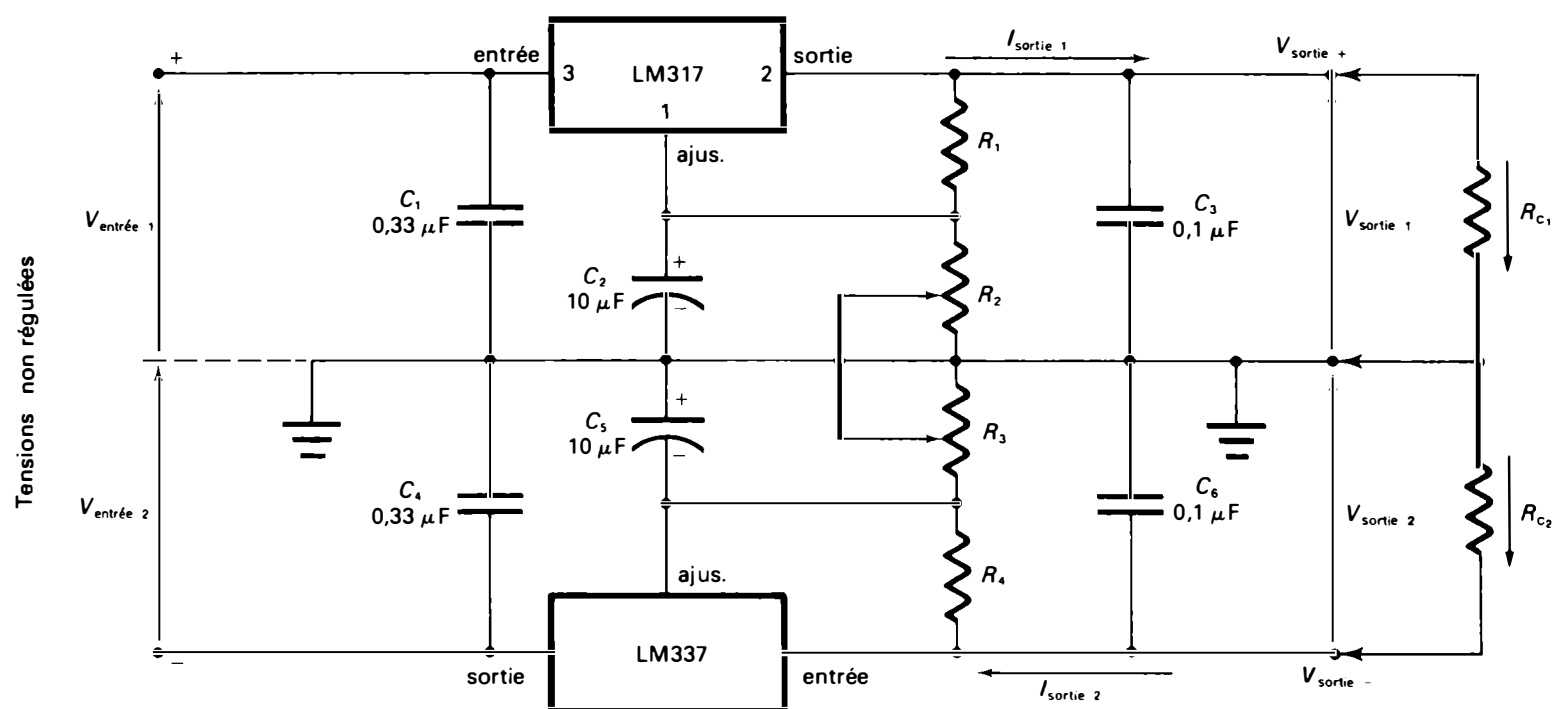 Tensions non régulées
+
V entrée 1
V entrée 2
–
entrée
3
LM317
2
sortie
1
ajus.
I sortie 1
V sortie +
R₁
C₁
0,33 µF
C₂
10 µF
+
–
R₂
C₃
0,1 µF
V sortie 1
R C₁
C₄
0,33 µF
C₅
10 µF
+
–
R₃
C₆
0,1 µF
V sortie 2
R C₂
ajus.
R₄
sortie
LM337
entrée
I sortie 2
V sortie –